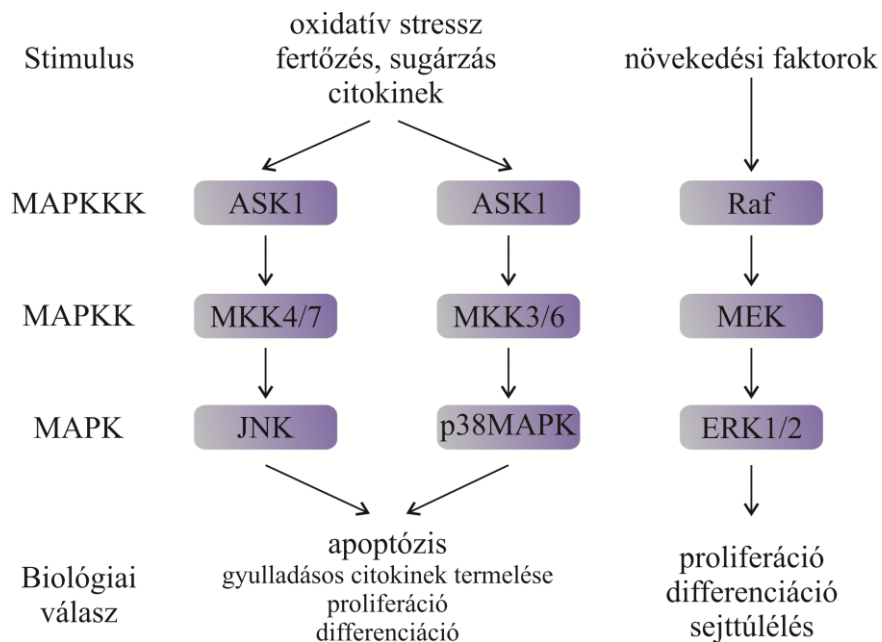 Stimulus
oxidatív stressz
fertőzés, sugárzás
citokinek
növekedési faktorok
MAPKKK
ASK1
ASK1
Raf
MAPKK
MKK4/7
MKK3/6
MEK
MAPK
JNK
p38MAPK
ERK1/2
Biológiai
válasz
apoptózis
gyulladásos citokinek termelése
proliferáció
differenciáció
proliferáció
differenciáció
sejttúlélés